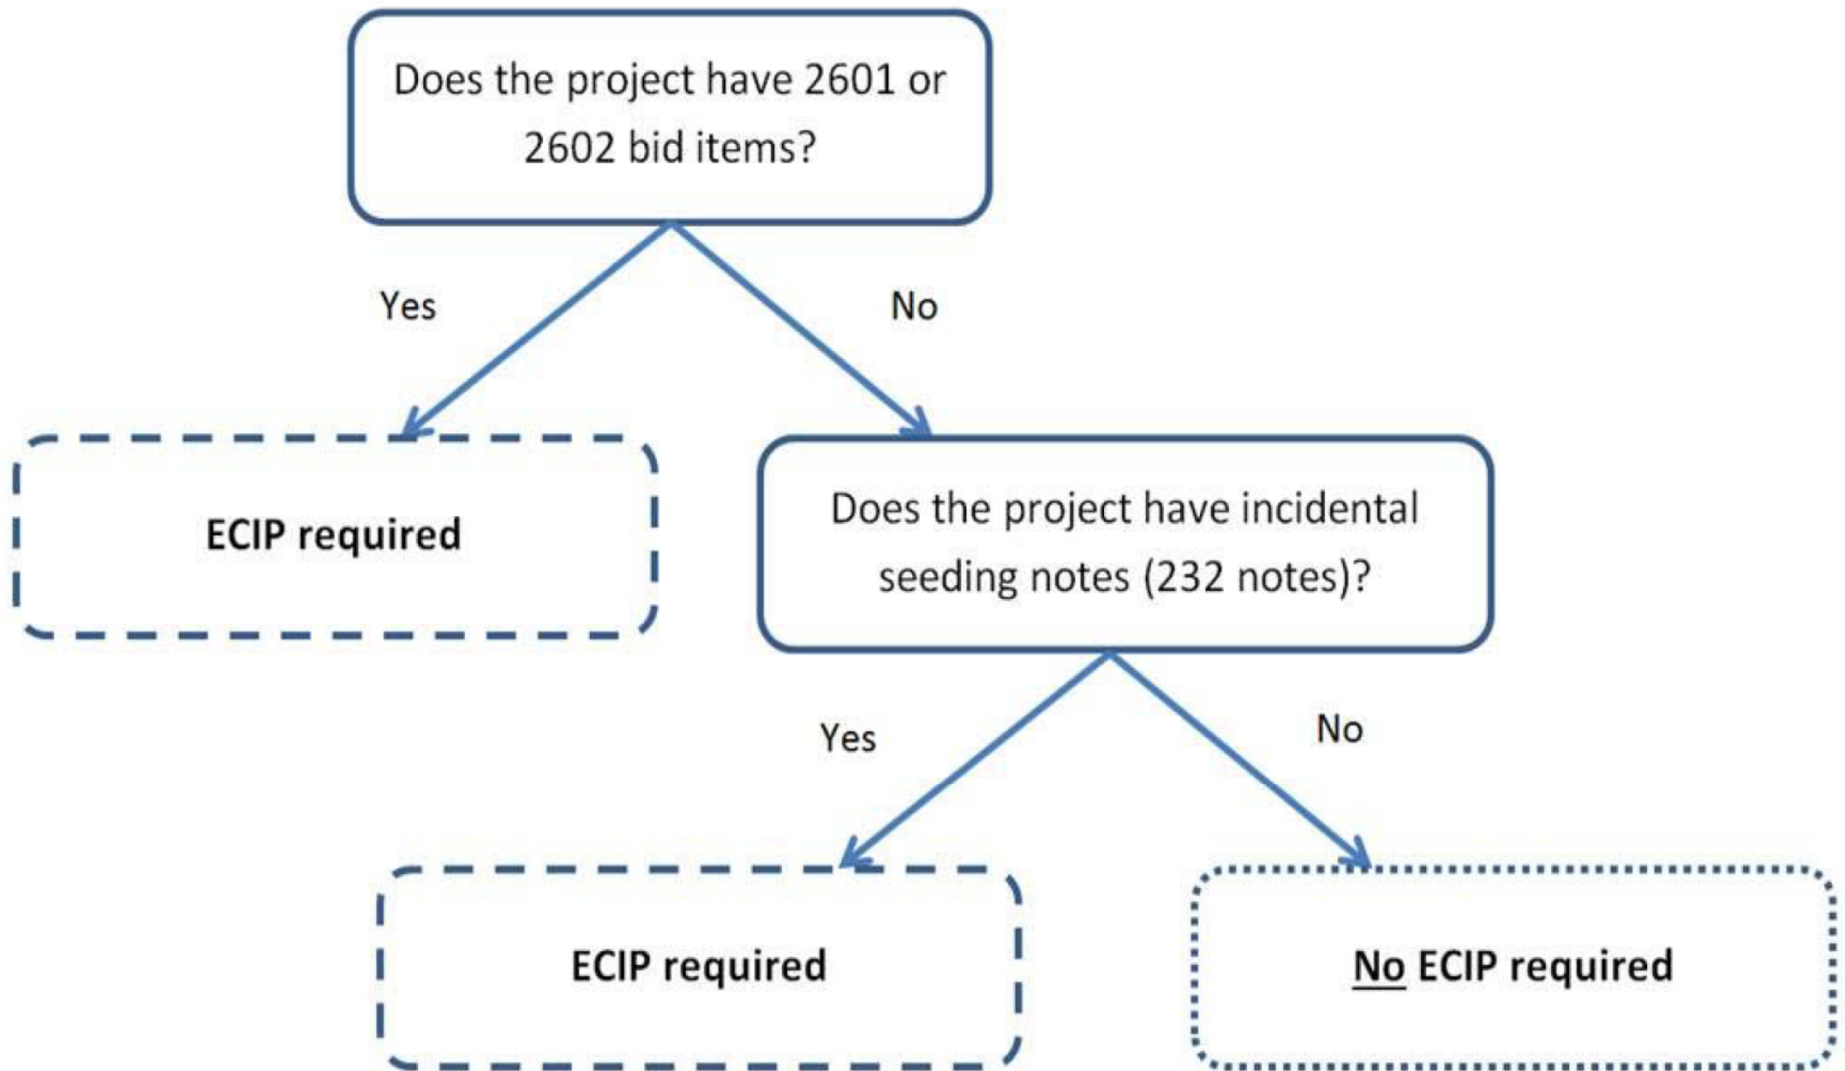 Does the project have 2601 or
2602 bid items?
Yes
No
ECIP required
Does the project have incidental
seeding notes (232 notes)?
Yes
No
ECIP required
No ECIP required